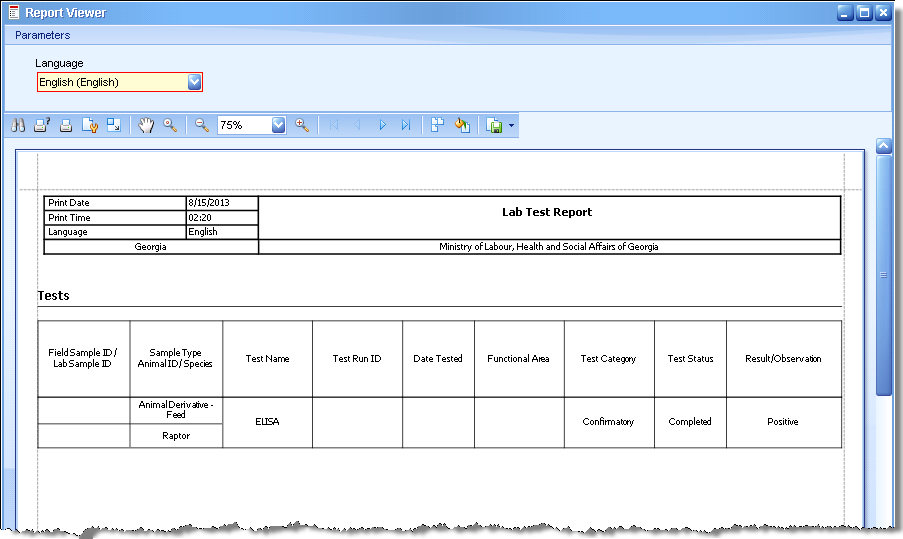 Report Viewer
Parameters
Language
English (English)
75%
Print Date 8/15/2013
Print Time 02:20
Language English
Lab Test Report
Georgia Ministry of Labour, Health and Social Affairs of Georgia
Tests
Field Sample ID /
Lab Sample ID
Sample Type
Animal ID / Species
Test Name
Test Run ID
Date Tested
Functional Area
Test Category
Test Status
Result/Observation
Animal Derivative -
Feed
Raptor
ELISA
Confirmatory
Completed
Positive